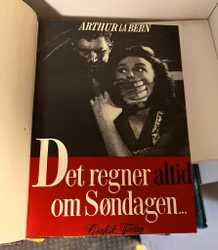 ARTHUR LA BERN
Det regner altid
om Søndagen...
Grafisk Forlag